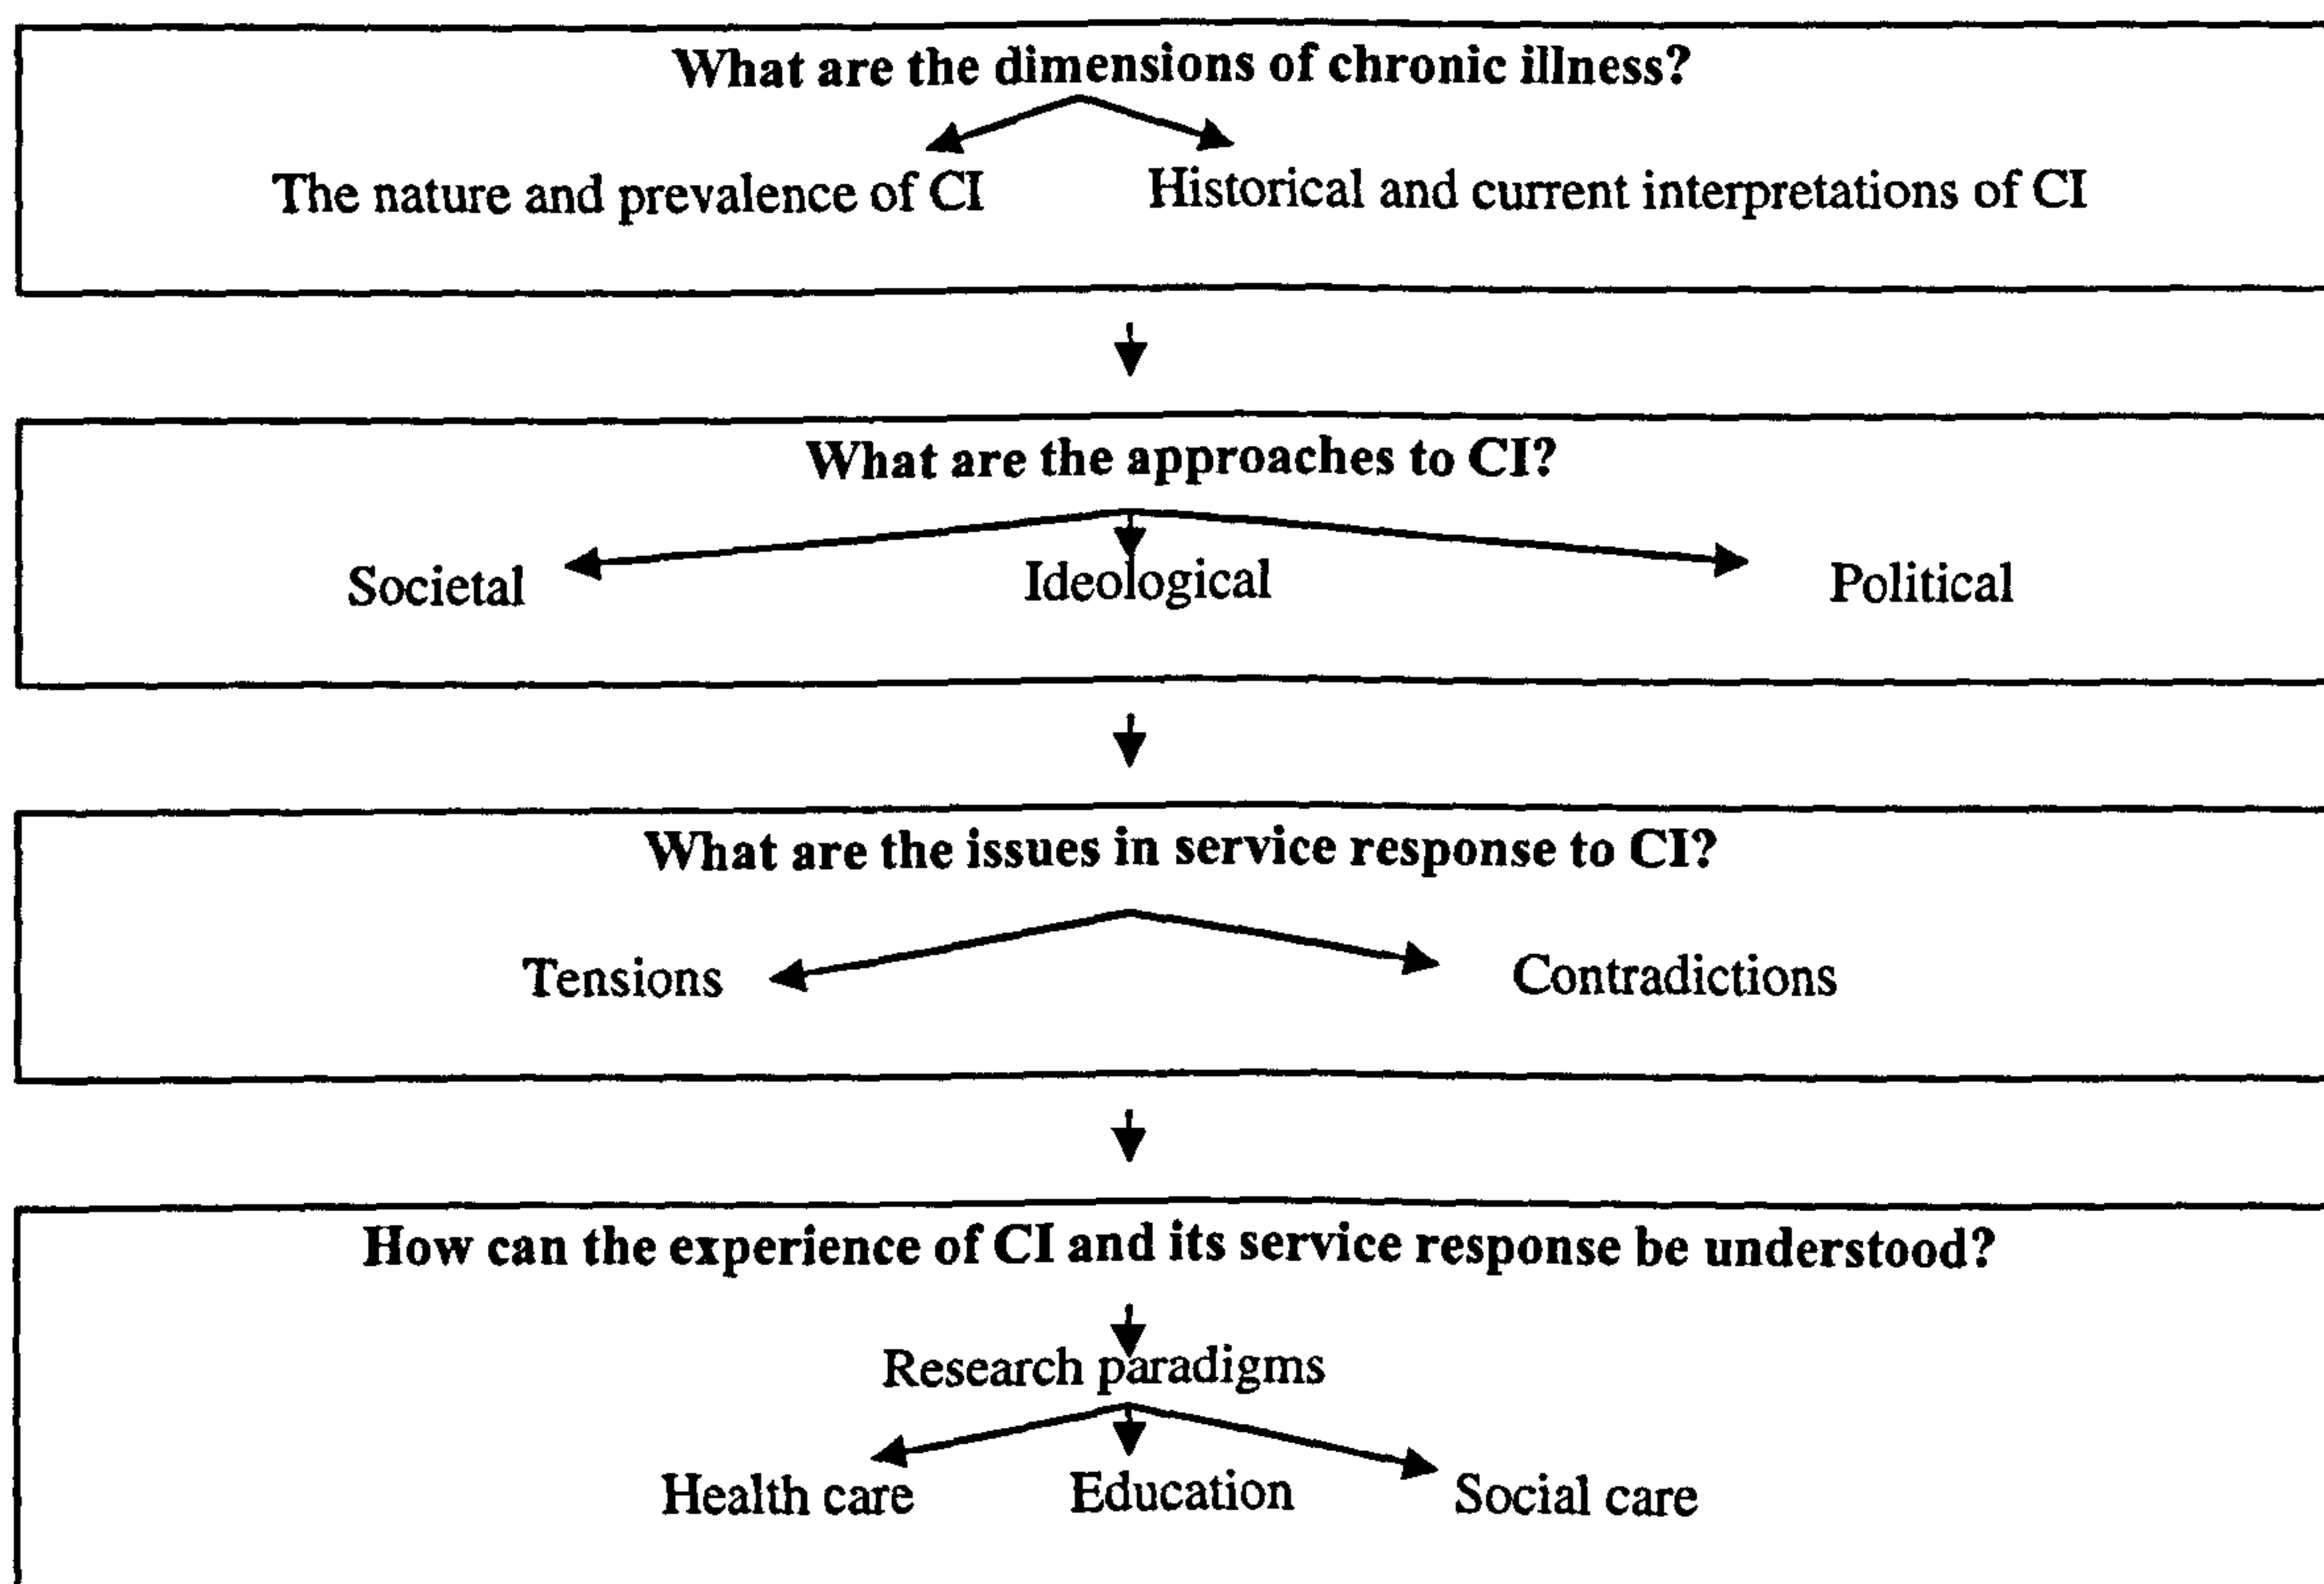 What are the dimensions of chronic illness?
The nature and prevalence of CI Historical and current interpretations of CI
What are the approaches to CI?
Societal Ideological Political
What are the issues in service response to CI?
Tensions Contradictions
How can the experience of CI and its service response be understood?
Research paradigms
Health care Education Social care